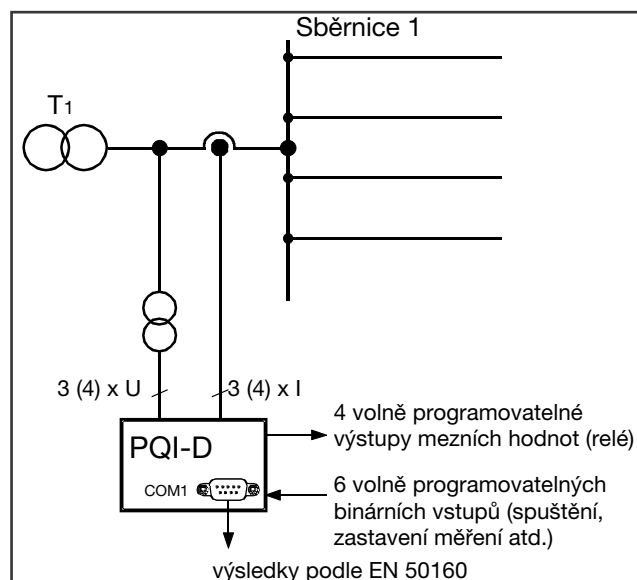 Sběrnice 1
T1
3 (4) x U
3 (4) x I
4 volně programovatelné
výstupy mezních hodnot (relé)
PQI-D
COM1
6 volně programovatelných
binárních vstupů (spuštění,
zastavení měření atd.)
výsledky podle EN 50160